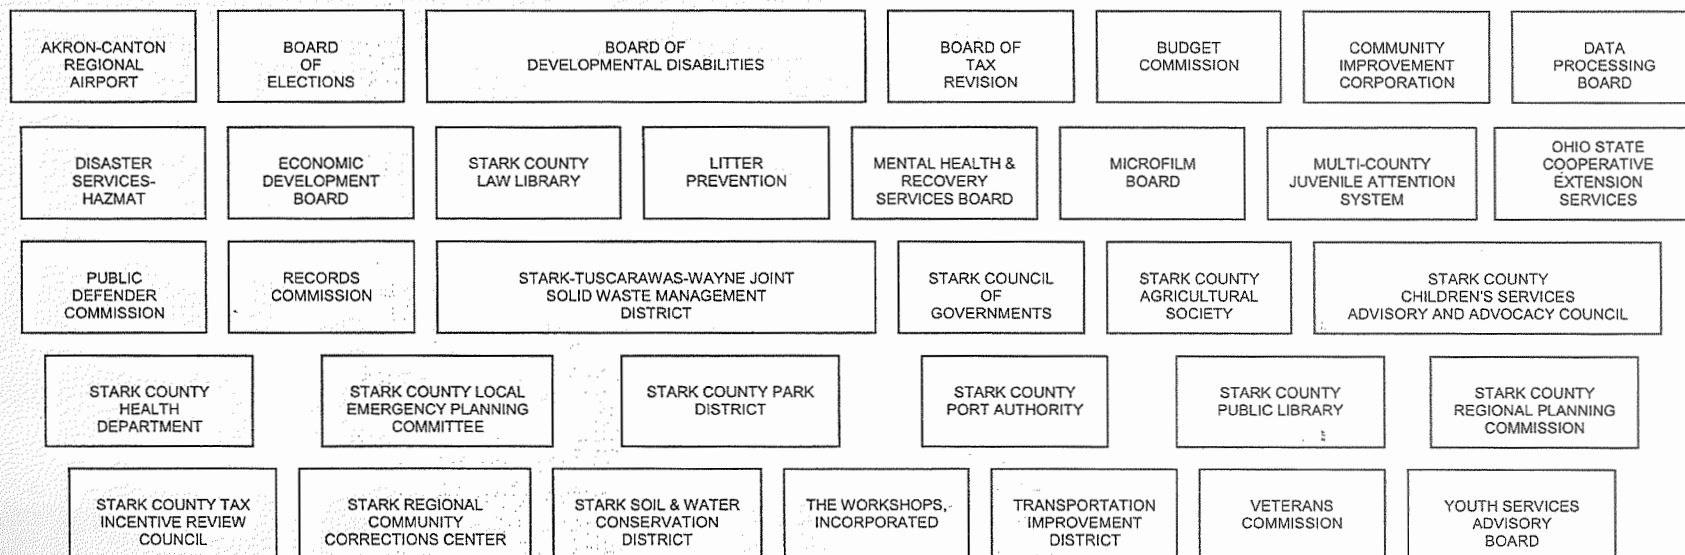 AKRON-CANTON
REGIONAL
AIRPORT
BOARD
OF
ELECTIONS
BOARD OF
DEVELOPMENTAL DISABILITIES
BOARD OF
TAX
REVISION
BUDGET
COMMISSION
COMMUNITY
IMPROVEMENT
CORPORATION
DATA
PROCESSING
BOARD
DISASTER
SERVICES-
HAZMAT
ECONOMIC
DEVELOPMENT
BOARD
STARK COUNTY
LAW LIBRARY
LITTER
PREVENTION
MENTAL HEALTH &
RECOVERY
SERVICES BOARD
MICROFILM
BOARD
MULTI-COUNTY
JUVENILE ATTENTION
SYSTEM
OHIO STATE
COOPERATIVE
EXTENSION
SERVICES
PUBLIC
DEFENDER
COMMISSION
RECORDS
COMMISSION
STARK-TUSCARAWAS-WAYNE JOINT
SOLID WASTE MANAGEMENT
DISTRICT
STARK COUNCIL
OF
GOVERNMENTS
STARK COUNTY
AGRICULTURAL
SOCIETY
STARK COUNTY
CHILDREN'S SERVICES
ADVISORY AND ADVOCACY COUNCIL
STARK COUNTY
HEALTH
DEPARTMENT
STARK COUNTY LOCAL
EMERGENCY PLANNING
COMMITTEE
STARK COUNTY PARK
DISTRICT
STARK COUNTY
PORT AUTHORITY
STARK COUNTY
PUBLIC LIBRARY
STARK COUNTY
REGIONAL PLANNING
COMMISSION
STARK COUNTY TAX
INCENTIVE REVIEW
COUNCIL
STARK REGIONAL
COMMUNITY
CORRECTIONS CENTER
STARK SOIL & WATER
CONSERVATION
DISTRICT
THE WORKSHOPS,
INCORPORATED
TRANSPORTATION
IMPROVEMENT
DISTRICT
VETERANS
COMMISSION
YOUTH SERVICES
ADVISORY
BOARD